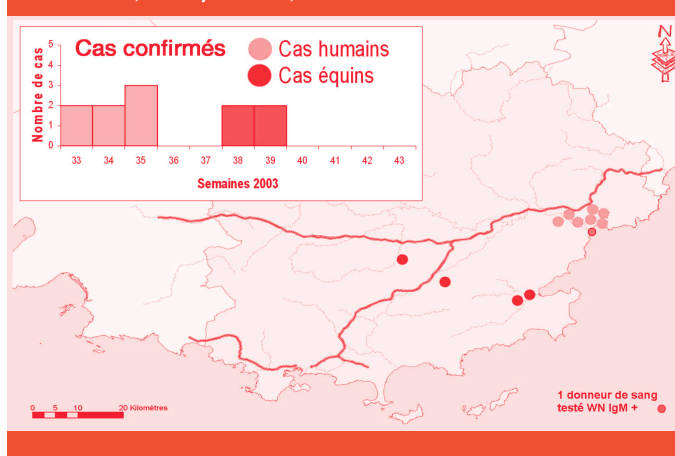 Cas confirmés
Cas humains
Cas équins
Nombre de cas
5
4
3
2
1
0
33 34 35 36 37 38 39 40 41 42 43
Semaines 2003
N
0 5 10 20 Kilomètres
1 donneur de sang
testé WN IgM +